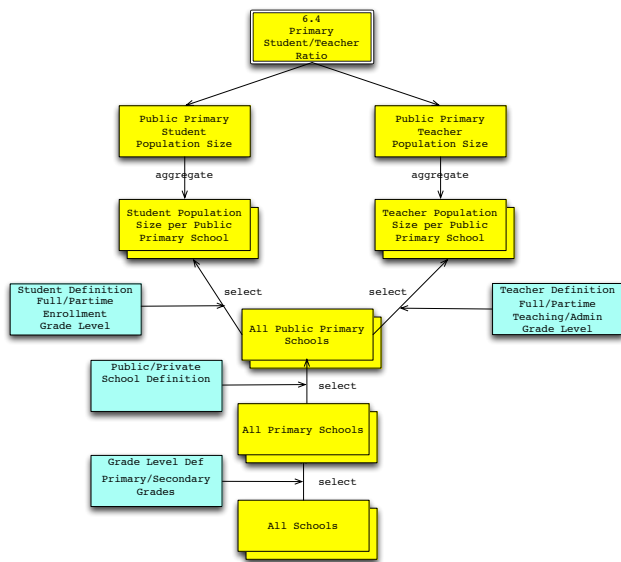 6.4
Primary
Student/Teacher
Ratio
Public Primary
Student
Population Size
Public Primary
Teacher
Population Size
aggregate
aggregate
Student Population
Size per Public
Primary School
Teacher Population
Size per Public
Primary School
Student Definition
Full/Partime
Enrollment
Grade Level
select
select
Teacher Definition
Full/Partime
Teaching/Admin
Grade Level
All Public Primary
Schools
Public/Private
School Definition
select
All Primary Schools
Grade Level Def
Primary/Secondary
Grades
select
All Schools